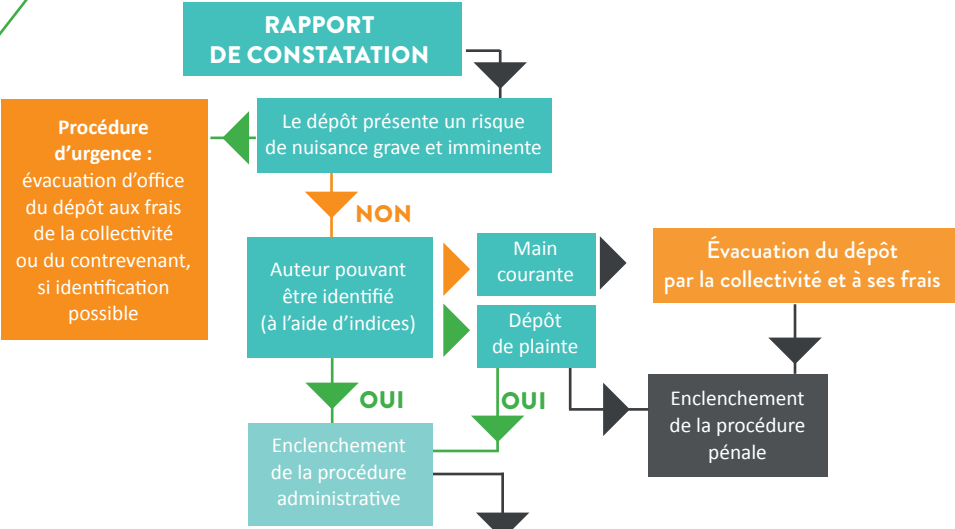 RAPPORT
DE CONSTATATION
Le dépôt présente un risque
de nuisance grave et imminente
Procédure
d'urgence :
évacuation d'office
du dépôt aux frais
de la collectivité
ou du contrevenant,
si identification
possible
NON
Auteur pouvant
être identifié
(à l'aide d'indices)
Main
courante
Évacuation du dépôt
par la collectivité et à ses frais
Dépôt
de plainte
OUI
OUI
Enclenchement
de la procédure
pénale
Enclenchement
de la procédure
administrative